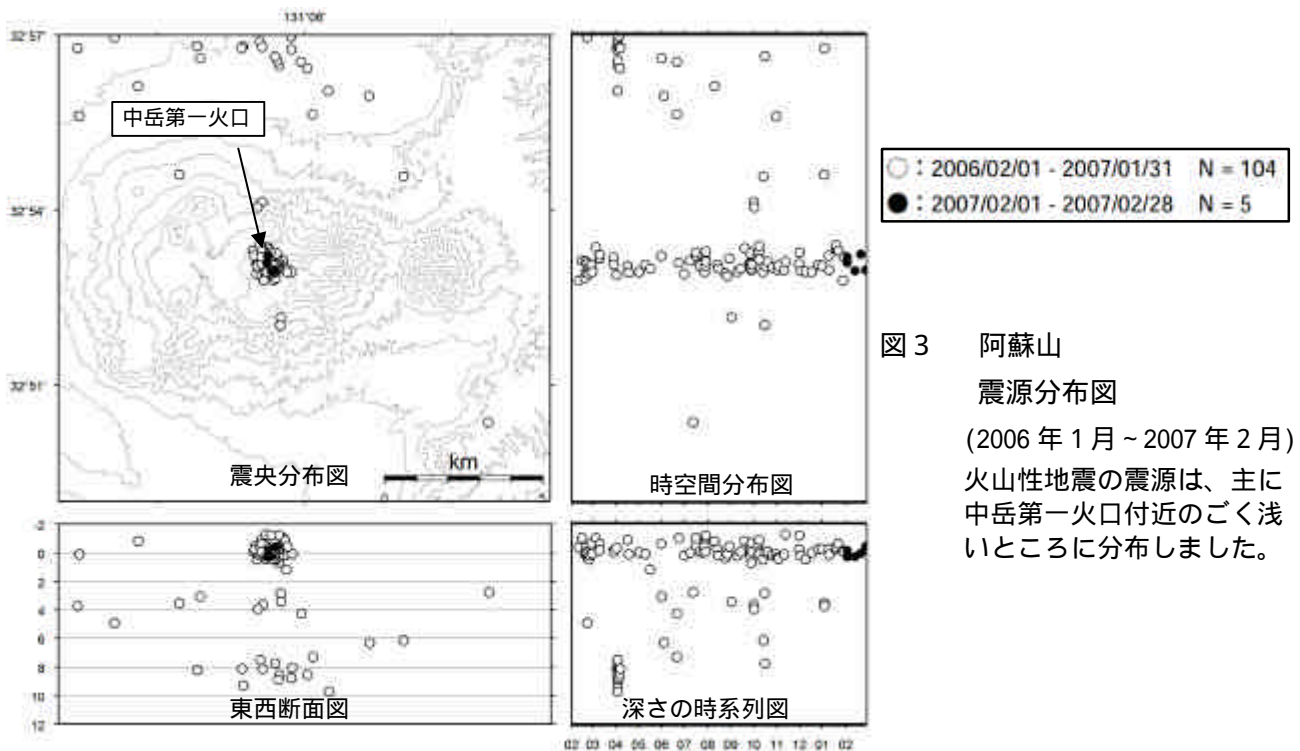 131°06'
32°57'
32°54'
32°51'
中岳第一火口
震央分布図
km
時空間分布図
○：2006/02/01 - 2007/01/31 N = 104
●：2007/02/01 - 2007/02/28 N = 5
図３ 阿蘇山
震源分布図
(2006 年 1 月 ~ 2007 年 2 月)
火山性地震の震源は、主に
中岳第一火口付近のごく浅
いところに分布しました。
-2
0
2
4
6
8
10
12
東西断面図
深さの時系列図
02 03 04 05 06 07 08 09 10 11 12 01 02